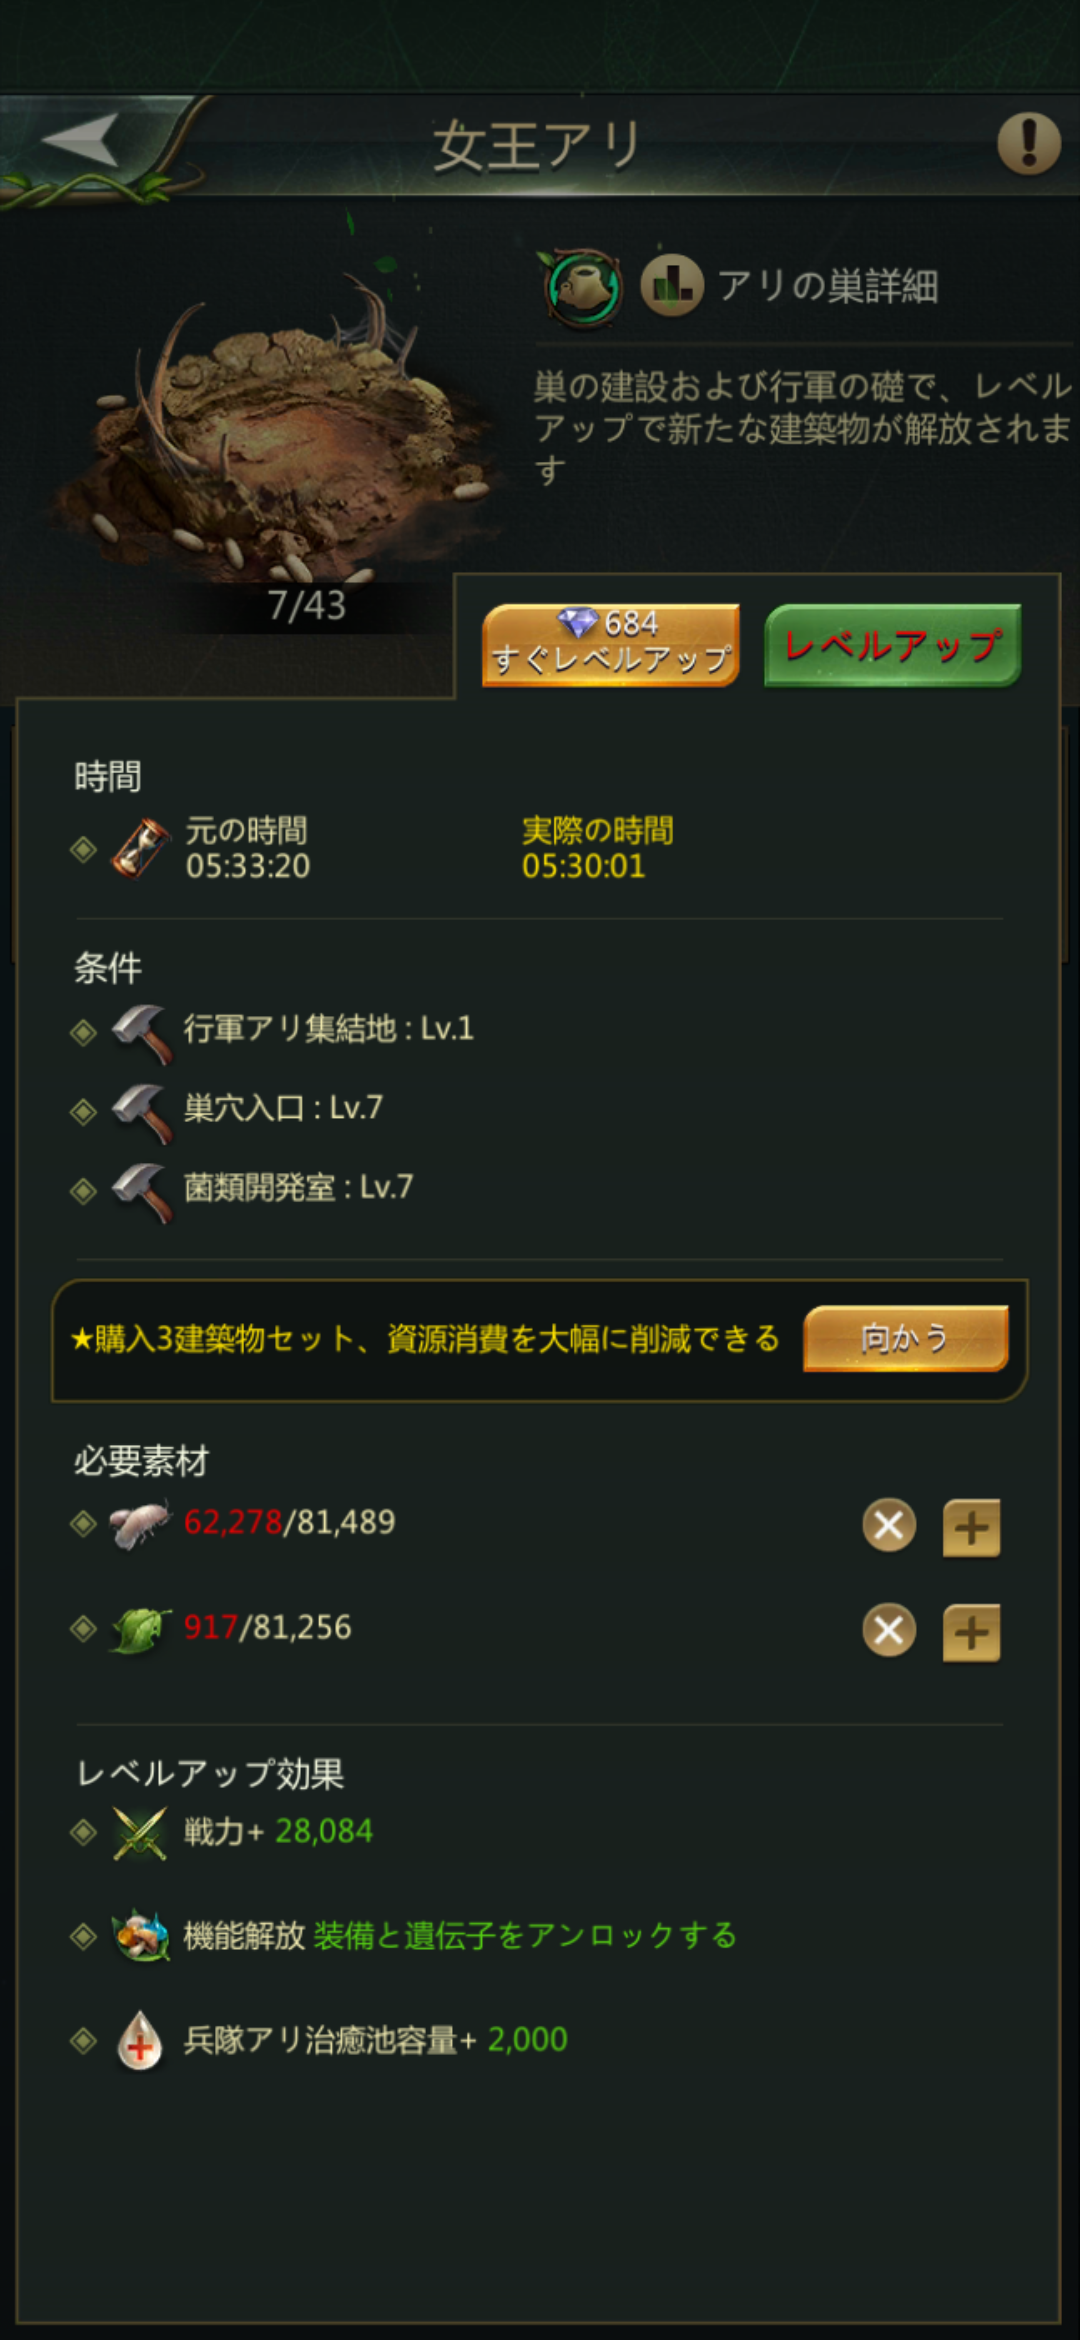 女王アリ
アリの巣詳細
巣の建設および行軍の礎で、レベル
アップで新たな建築物が解放されま
す
7/43
684
すぐレベルアップ
レベルアップ
時間
元の時間
実際の時間
05:33:20
05:30:01
条件
行軍アリ集結地 : Lv.1
巣穴入口 : Lv.7
菌類開発室 : Lv.7
★購入3建築物セット、資源消費を大幅に削減できる
向かう
必要素材
62,278/81,489
917/81,256
レベルアップ効果
戦力+ 28,084
機能解放 装備と遺伝子をアンロックする
兵隊アリ治癒池容量+ 2,000